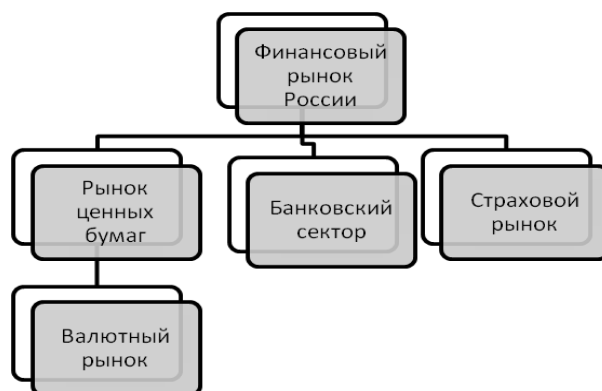 Финансовый
рынок
России
Рынок
ценных
бумаг
Банковский
сектор
Страховой
рынок
Валютный
рынок